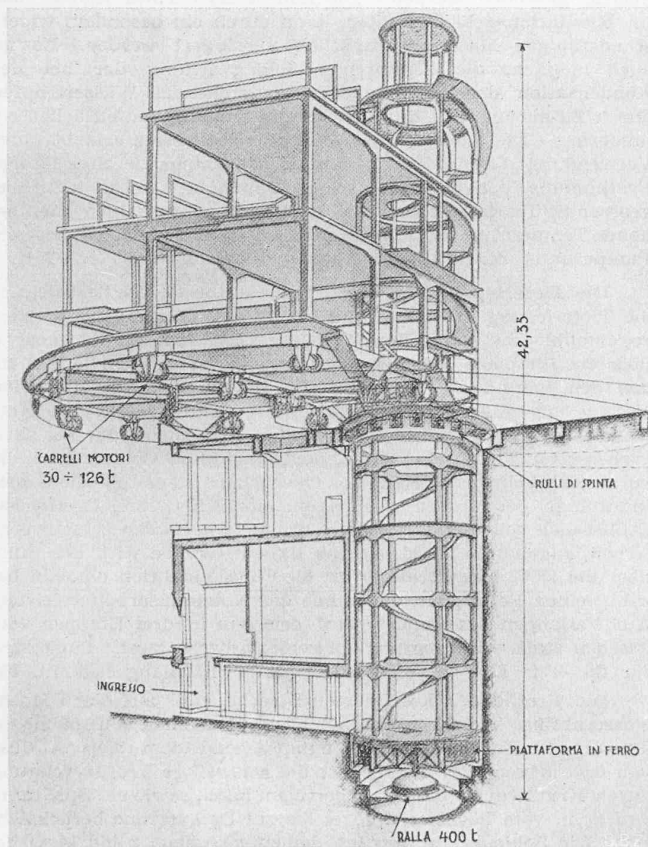 42,35
CARRELLI MOTORI
30 ÷ 126 t
RULLI DI SPINTA
INGRESSO
PIATTAFORMA IN FERRO
RALLA 400 t